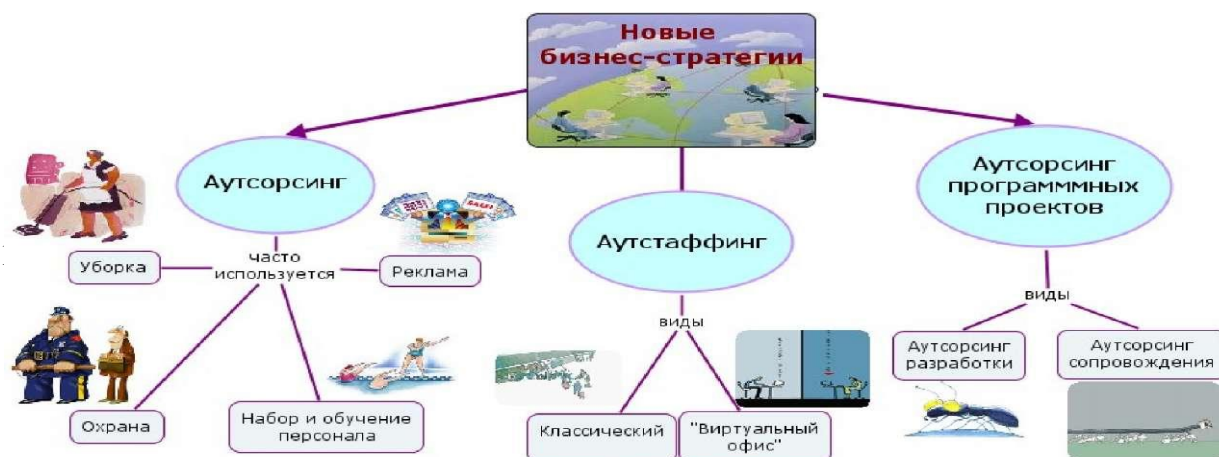 Новые
бизнес-стратегии
Аутсорсинг
часто
используется
Уборка
Реклама
Охрана
Набор и обучение
персонала
Аутстаффинг
виды
Классический
"Виртуальный
офис"
Аутсорсинг
программмных
проектов
виды
Аутсорсинг
разработки
Аутсорсинг
сопровождения